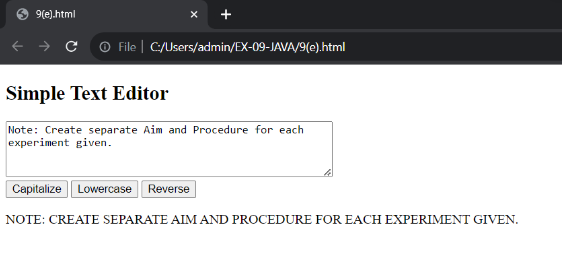 9(e).html
File C:/Users/admin/EX-09-JAVA/9(e).html
Simple Text Editor
Note: Create separate Aim and Procedure for each
experiment given.
Capitalize Lowercase Reverse
NOTE: CREATE SEPARATE AIM AND PROCEDURE FOR EACH EXPERIMENT GIVEN.